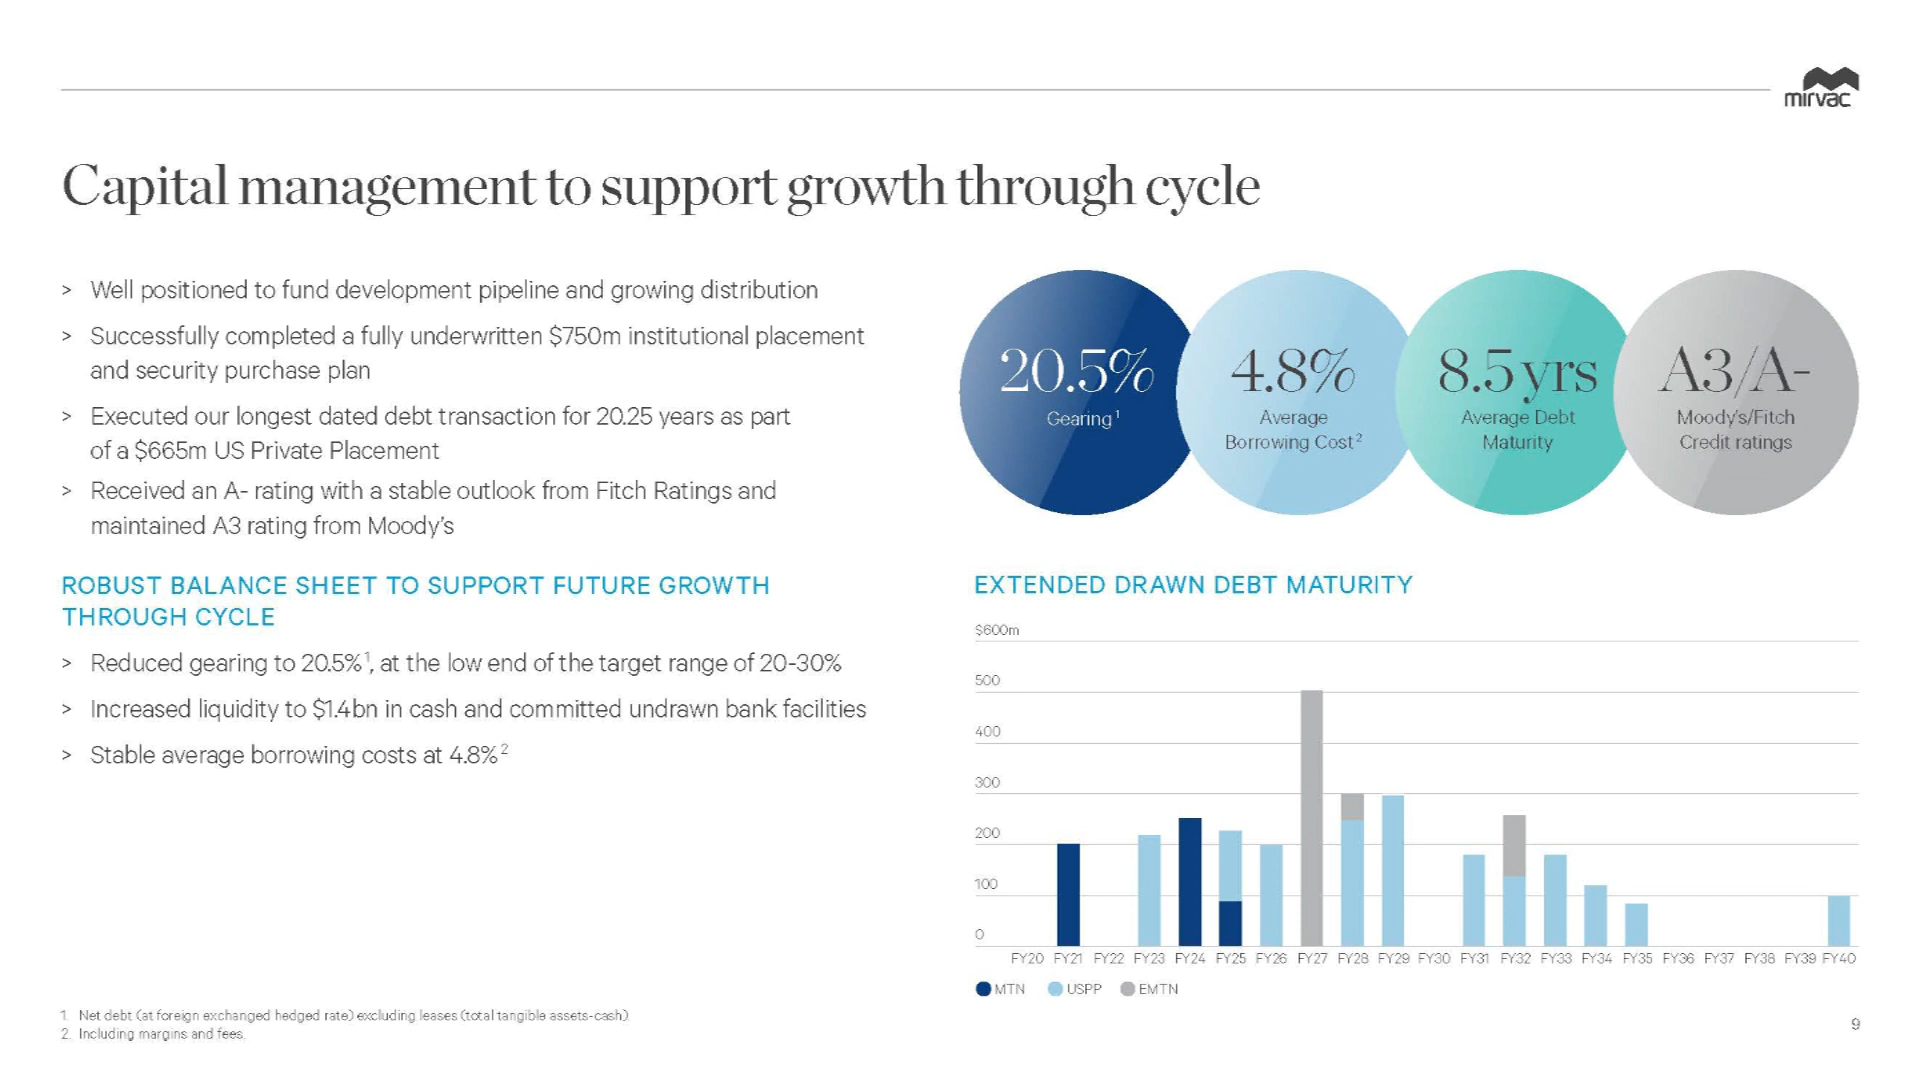 mirvac
Capital management to support growth through cycle
> Well positioned to fund development pipeline and growing distribution
> Successfully completed a fully underwritten $750m institutional placement
and security purchase plan
> Executed our longest dated debt transaction for 20.25 years as part
of a $665m US Private Placement
> Received an A- rating with a stable outlook from Fitch Ratings and
maintained A3 rating from Moody's
ROBUST BALANCE SHEET TO SUPPORT FUTURE GROWTH
THROUGH CYCLE
> Reduced gearing to 20.5%¹, at the low end of the target range of 20-30%
> Increased liquidity to $1.4bn in cash and committed undrawn bank facilities
> Stable average borrowing costs at 4.8%²
20.5%
Gearing¹
4.8%
Average
Borrowing Cost²
8.5 yrs
Average Debt
Maturity
A3/A-
Moody's/Fitch
Credit ratings
EXTENDED DRAWN DEBT MATURITY
$600m
500
400
300
200
100
0
FY20 FY21 FY22 FY23 FY24 FY25 FY26 FY27 FY28 FY29 FY30 FY31 FY32 FY33 FY34 FY35 FY36 FY37 FY38 FY39 FY40
MTN USPP EMTN
1. Net debt (at foreign exchanged hedged rate) excluding leases (total tangible assets-cash).
2. Including margins and fees.
9